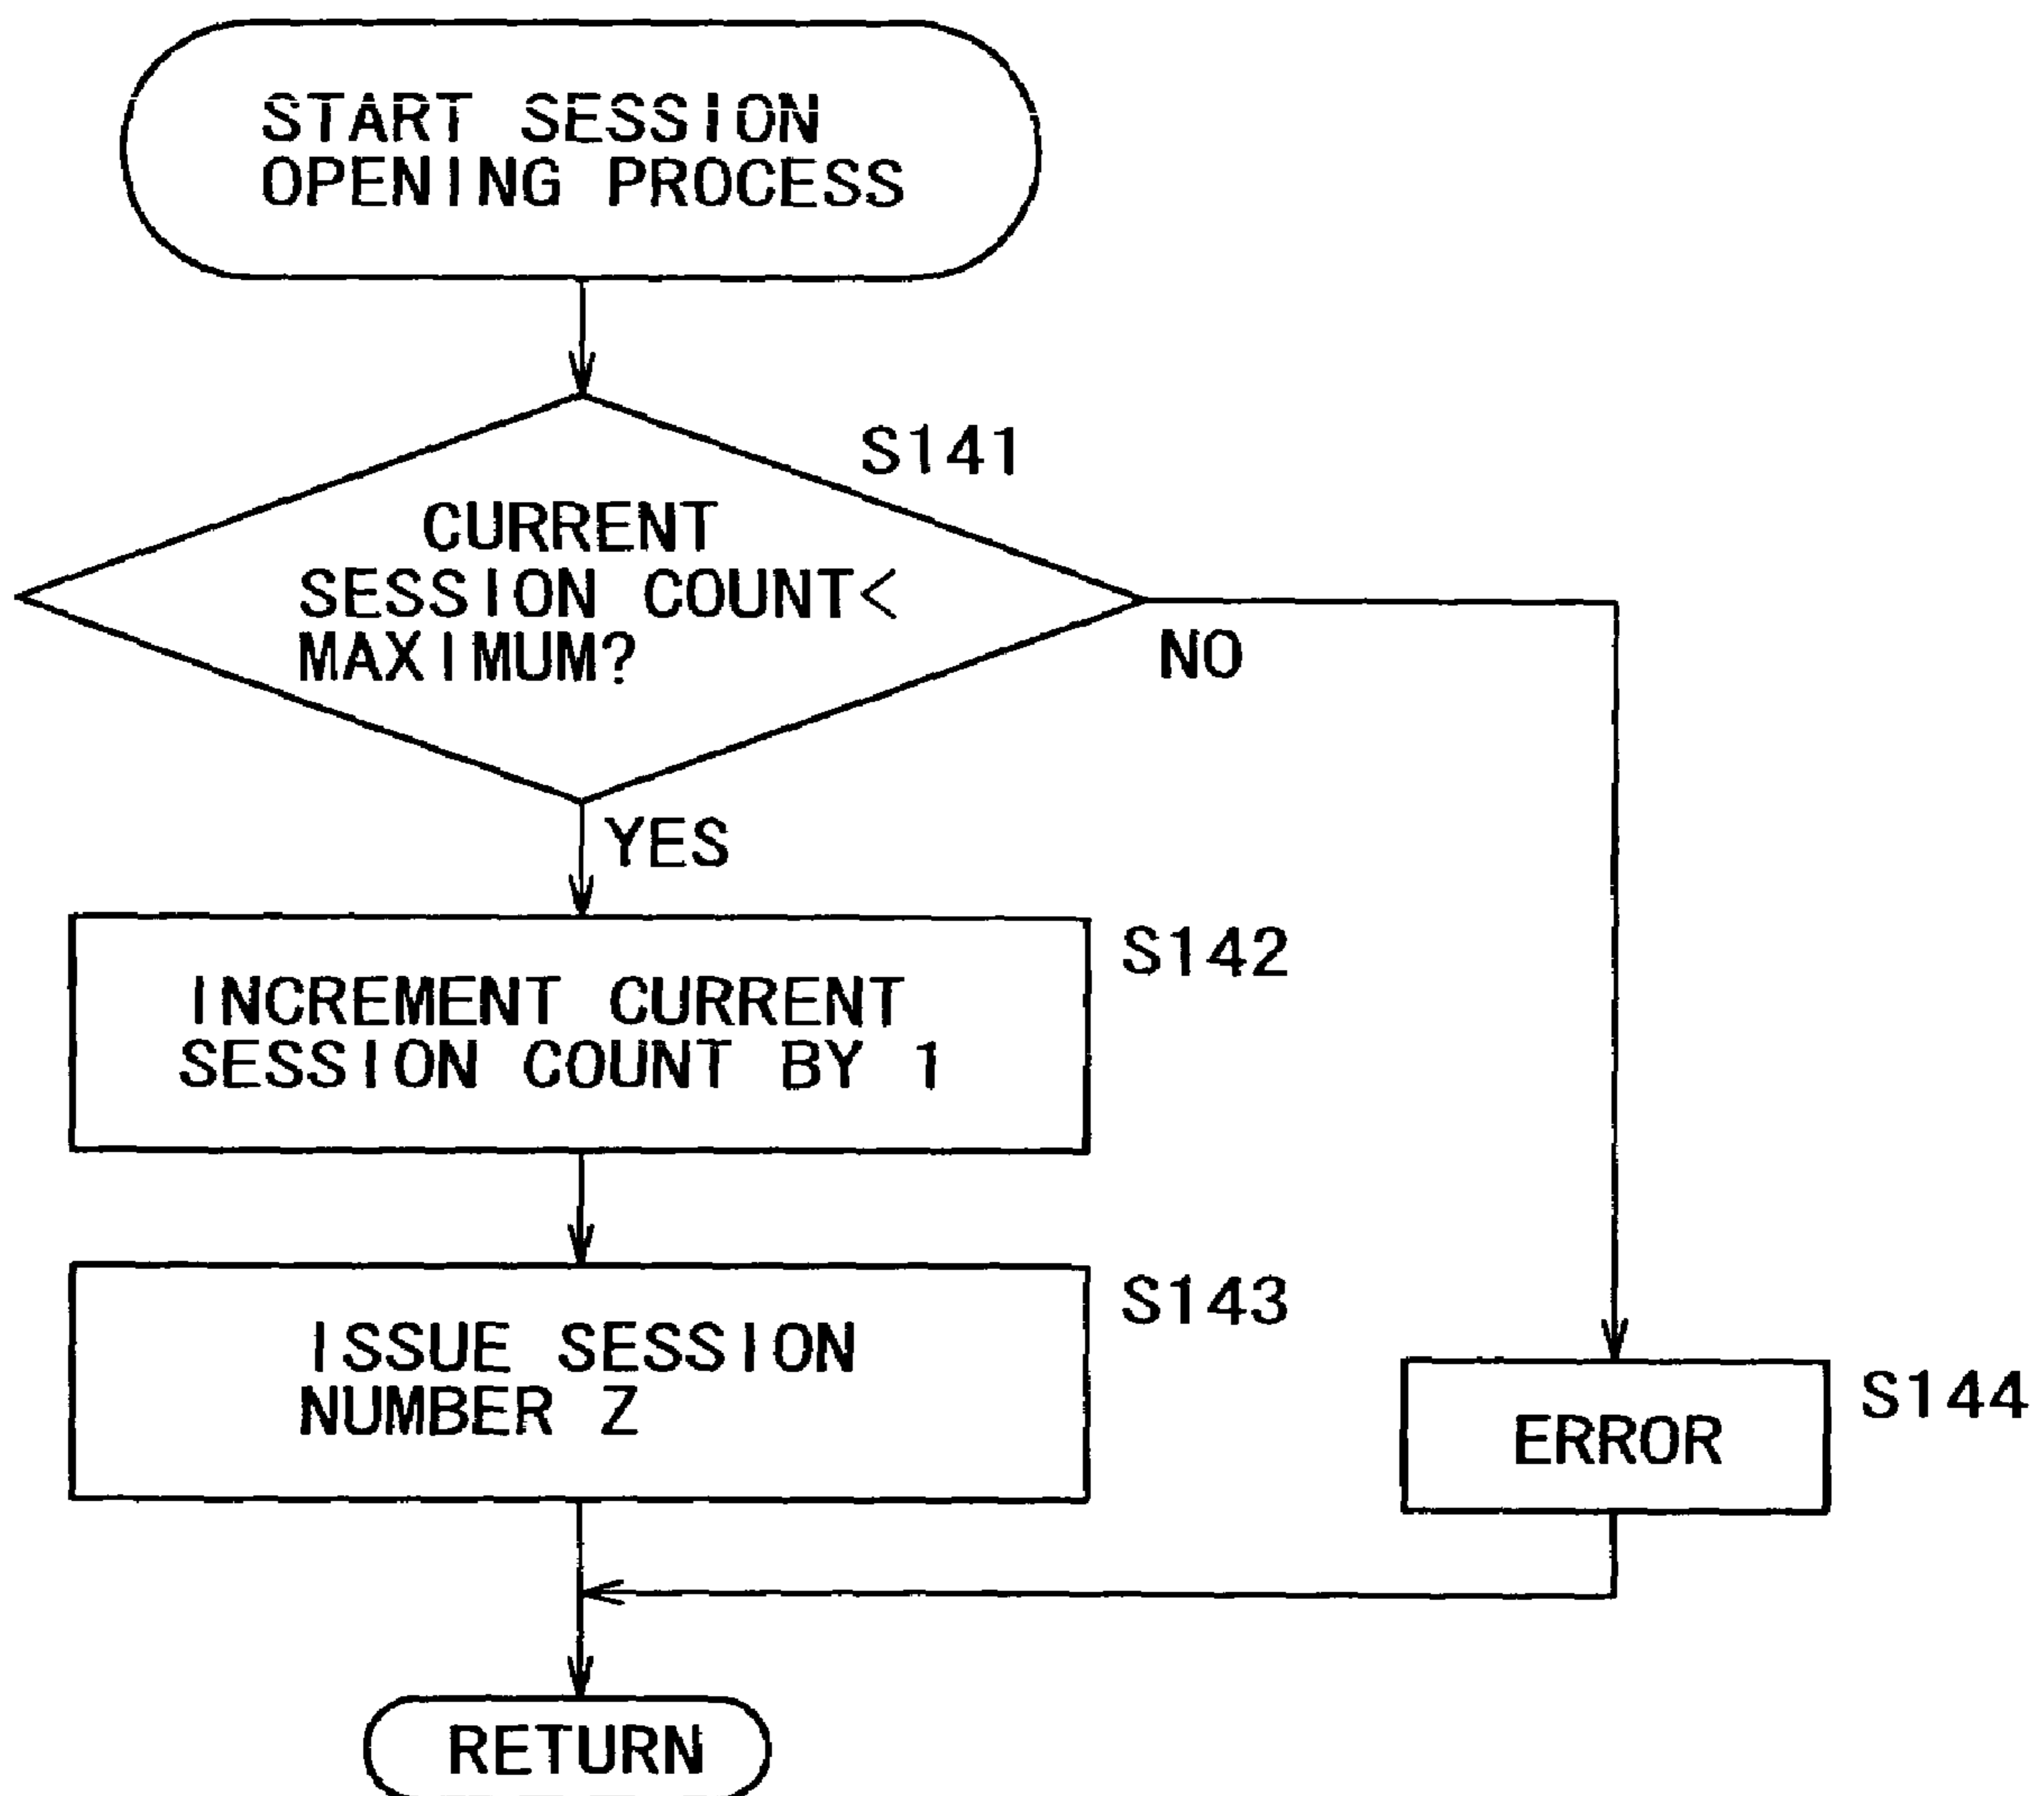 START SESSION
OPENING PROCESS
S141
CURRENT
SESSION COUNT<
MAXIMUM?
NO
YES
S142
INCREMENT CURRENT
SESSION COUNT BY 1
S143
ISSUE SESSION
NUMBER Z
S144
ERROR
RETURN